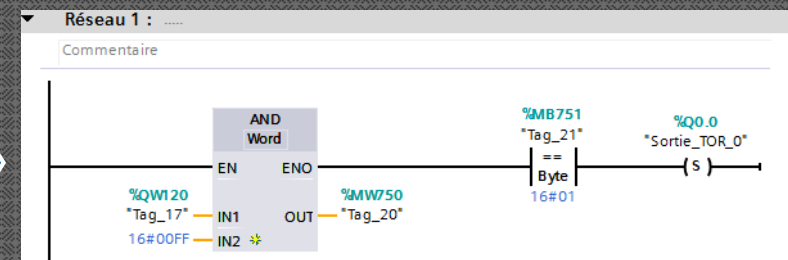 Réseau 1 : .....
Commentaire
AND
Word
EN ENO
%QW120
"Tag_17"
IN1
16#00FF
IN2
OUT
%MW750
"Tag_20"
%MB751
"Tag_21"
==
Byte
16#01
%Q0.0
"Sortie_TOR_0"
S